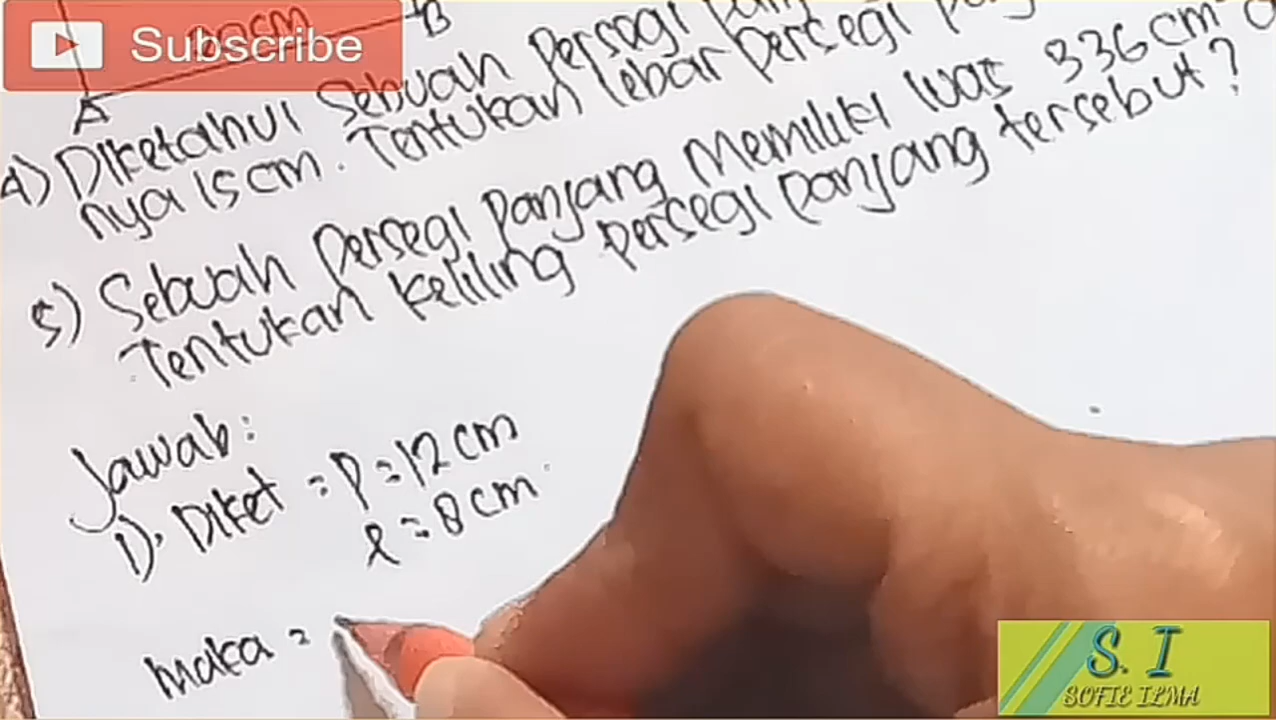 Subscribe
cm
B
A
4) Diketahui Sebuah Persegi
nya 15 cm. Tentukan lebar Persegi
5) Sebuah Persegi Panjang Memiliki luas 336 cm²
Tentukan Keliling Persegi Panjang tersebut?
Jawab:
1). Diket = P = 12 cm
l = 8 cm
Maka =
S. I
SOFIE ILMA